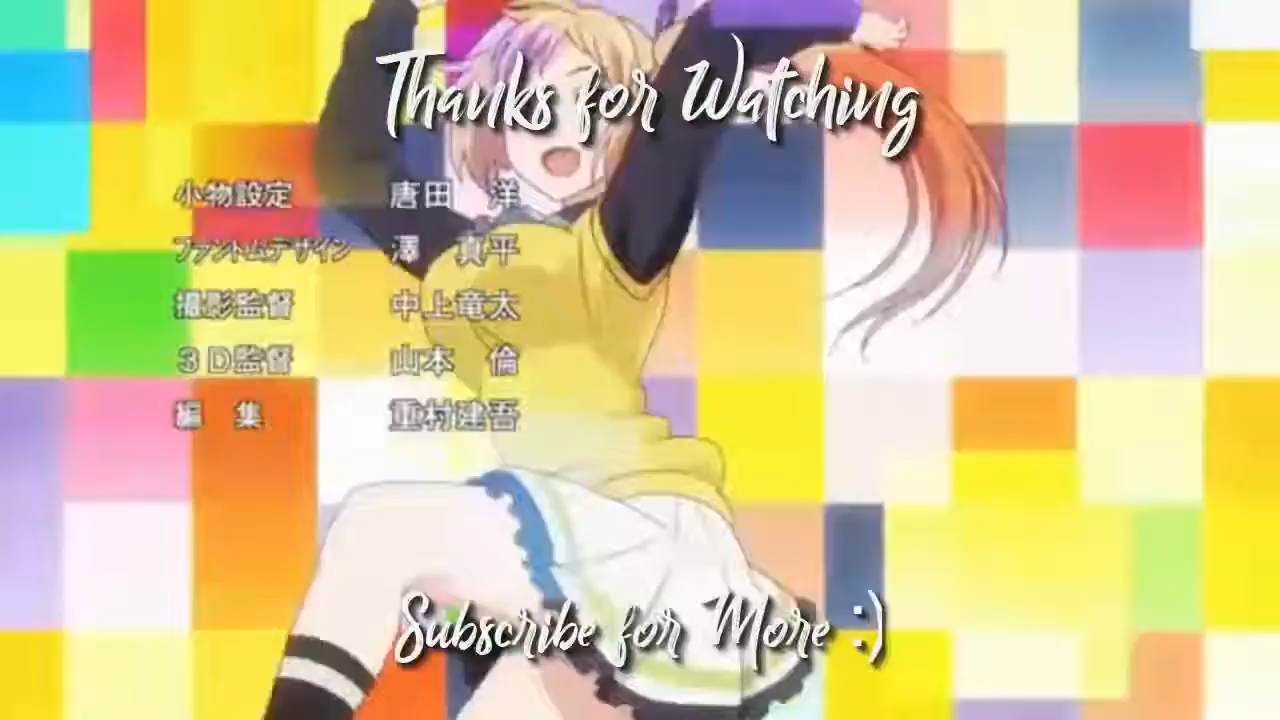 Thanks for Watching
小物設定 唐田 洋
ファントムデザイン 澤 真平
撮影監督 中上竜太
3D監督 山本 倫
編 集 重村建吾
Subscribe for More :)